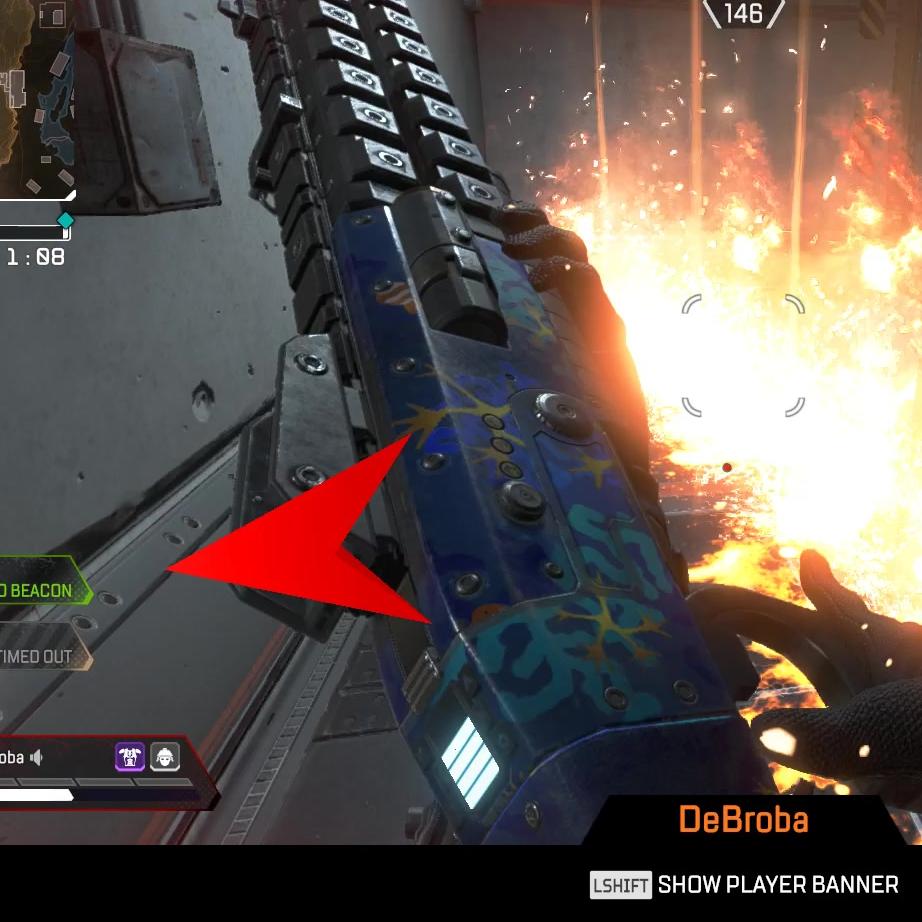 146
1:08
BEACON
TIMED OUT
oba
DeBroba
LSHIFT SHOW PLAYER BANNER